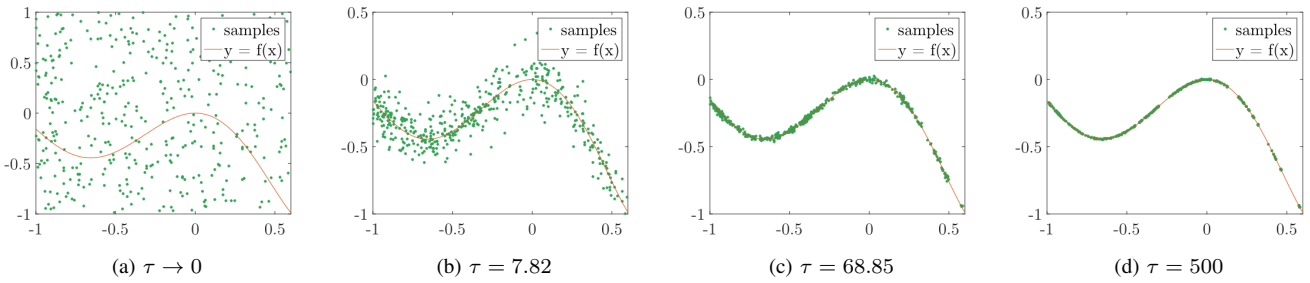 1
0.5
0
-0.5
-1
-1 -0.5 0 0.5
samples
y = f(x)
(a) τ → 0
0.5
0
-0.5
-1
-1 -0.5 0 0.5
samples
y = f(x)
(b) τ = 7.82
0.5
0
-0.5
-1
-1 -0.5 0 0.5
samples
y = f(x)
(c) τ = 68.85
0.5
0
-0.5
-1
-1 -0.5 0 0.5
samples
y = f(x)
(d) τ = 500